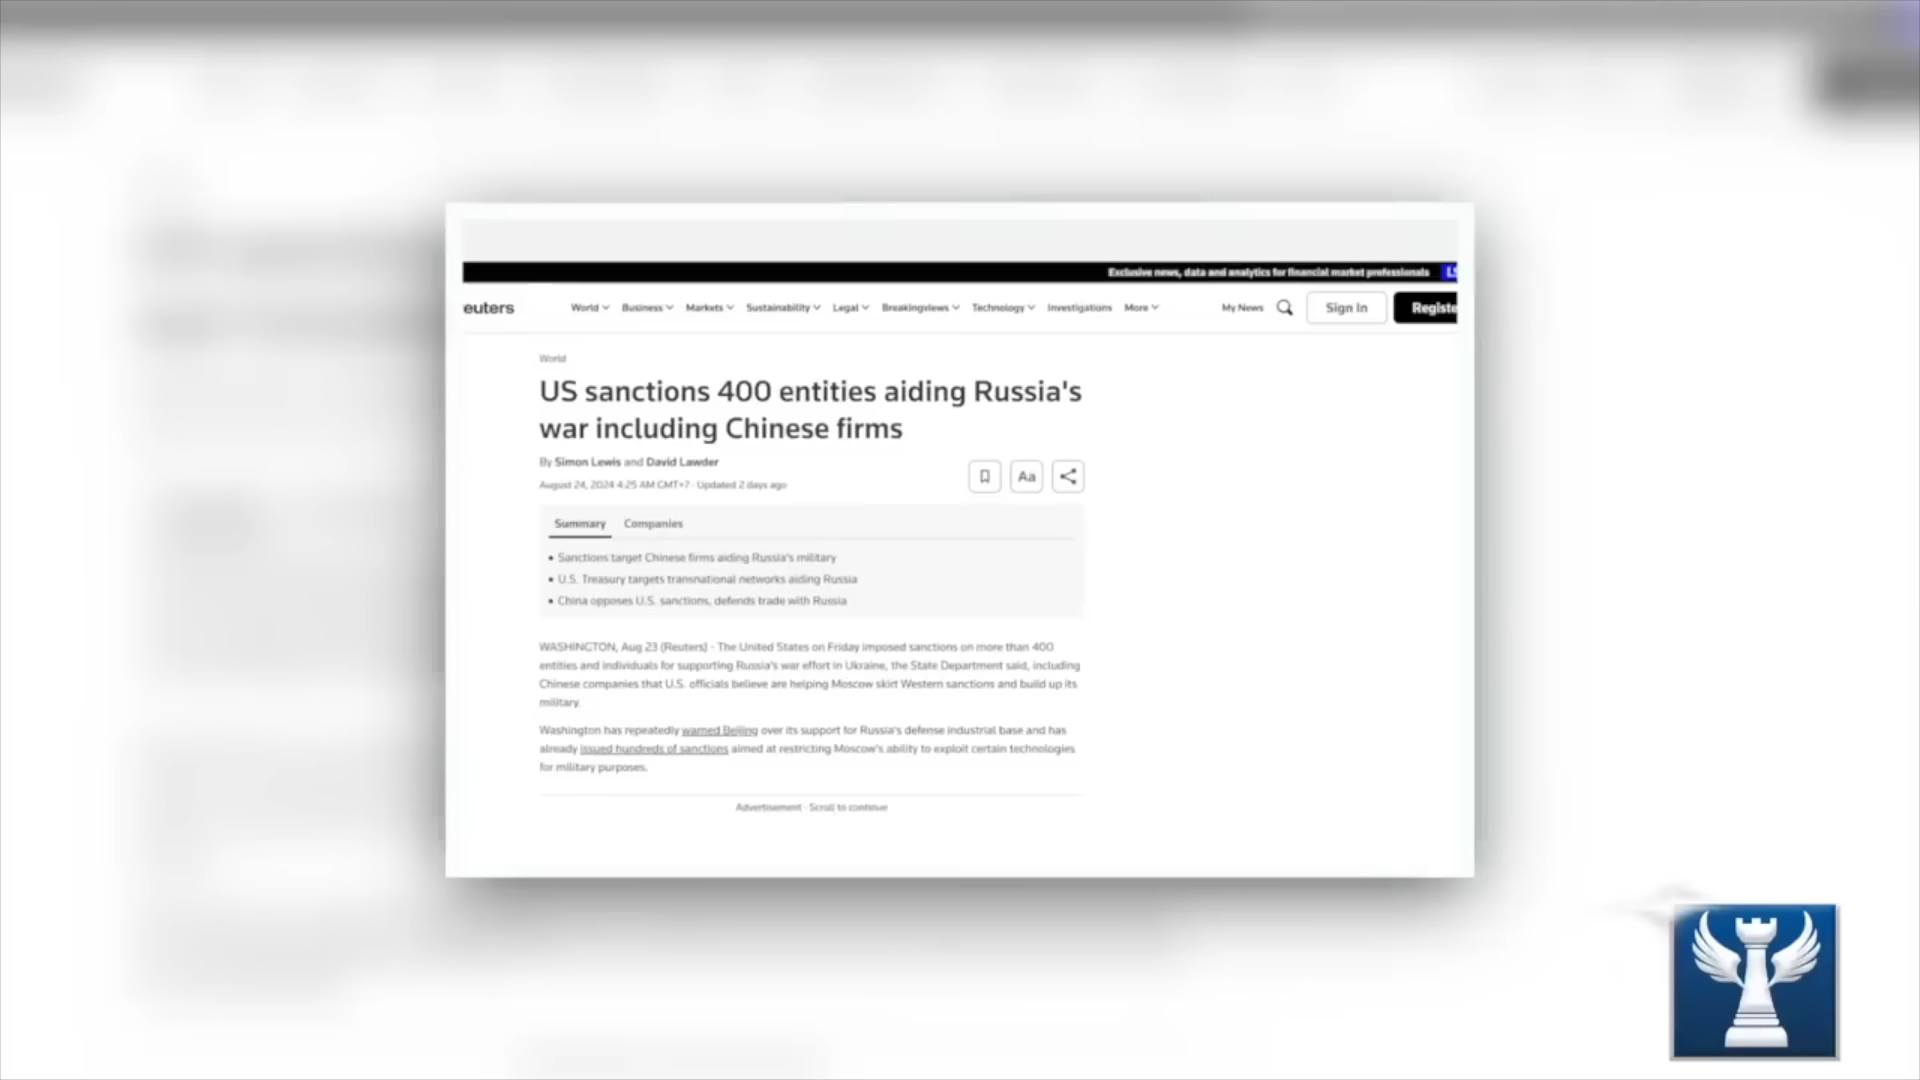 Exclusive news, data and analytics for financial market professionals
euters World Business Markets Sustainability Legal Breakingviews Technology Investigations More My News Sign In Registe
World
US sanctions 400 entities aiding Russia's
war including Chinese firms
By Simon Lewis and David Lawder
August 24, 2024 4:25 AM GMT+7 · Updated 2 days ago
Aa
Summary Companies
• Sanctions target Chinese firms aiding Russia's military
• U.S. Treasury targets transnational networks aiding Russia
• China opposes U.S. sanctions, defends trade with Russia
WASHINGTON, Aug 23 (Reuters) - The United States on Friday imposed sanctions on more than 400
entities and individuals for supporting Russia's war effort in Ukraine, the State Department said, including
Chinese companies that U.S. officials believe are helping Moscow skirt Western sanctions and build up its
military.
Washington has repeatedly warned Beijing over its support for Russia's defense industrial base and has
already issued hundreds of sanctions aimed at restricting Moscow's ability to exploit certain technologies
for military purposes.
Advertisement · Scroll to continue